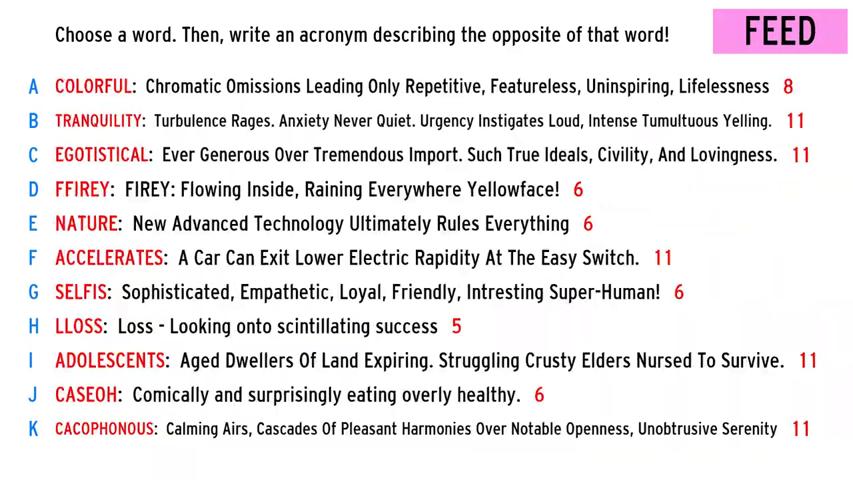 Choose a word. Then, write an acronym describing the opposite of that word!
FEED
A COLORFUL: Chromatic Omissions Leading Only Repetitive, Featureless, Uninspiring, Lifelessness 8
B TRANQUILITY: Turbulence Rages. Anxiety Never Quiet. Urgency Instigates Loud, Intense Tumultuous Yelling. 11
C EGOTISTICAL: Ever Generous Over Tremendous Import. Such True Ideals, Civility, And Lovingness. 11
D FFIREY: FIREY: Flowing Inside, Raining Everywhere Yellowface! 6
E NATURE: New Advanced Technology Ultimately Rules Everything 6
F ACCELERATES: A Car Can Exit Lower Electric Rapidity At The Easy Switch. 11
G SELFIS: Sophisticated, Empathetic, Loyal, Friendly, Intresting Super-Human! 6
H LLOSS: Loss - Looking onto scintillating success 5
I ADOLESCENTS: Aged Dwellers Of Land Expiring. Struggling Crusty Elders Nursed To Survive. 11
J CASEOH: Comically and surprisingly eating overly healthy. 6
K CACOPHONOUS: Calming Airs, Cascades Of Pleasant Harmonies Over Notable Openness, Unobtrusive Serenity 11